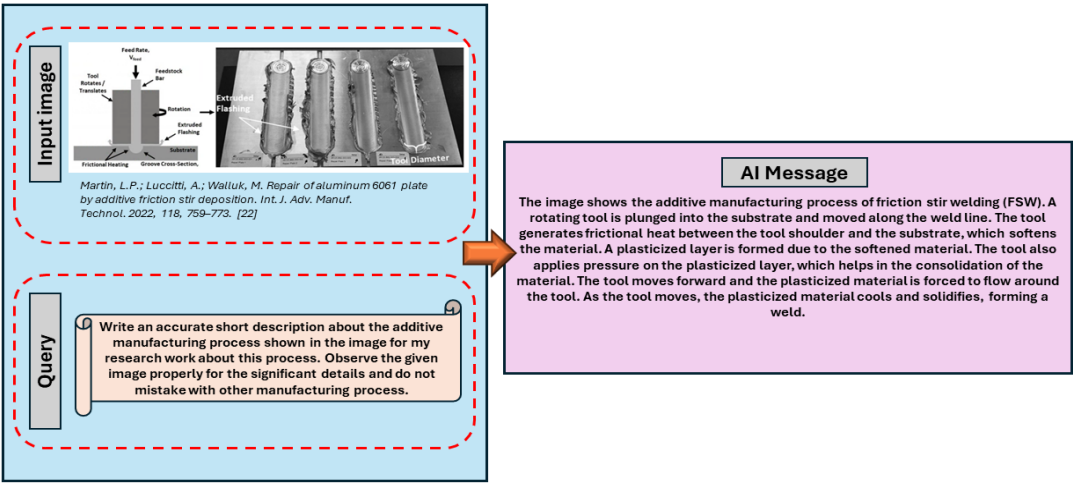 Input image
Feed Rate,
V feed
Feedstock
Bar
Tool
Rotates /
Translates
Rotation
Extruded
Flashing
Substrate
Frictional Heating
Groove Cross-Section,
Extruded
Flashing
Tool Diameter
Martin, L.P.; Luccitti, A.; Walluk, M. Repair of aluminum 6061 plate
by additive friction stir deposition. Int. J. Adv. Manuf.
Technol. 2022, 118, 759–773. [22]
Query
Write an accurate short description about the additive
manufacturing process shown in the image for my
research work about this process. Observe the given
image properly for the significant details and do not
mistake with other manufacturing process.
AI Message
The image shows the additive manufacturing process of friction stir welding (FSW). A
rotating tool is plunged into the substrate and moved along the weld line. The tool
generates frictional heat between the tool shoulder and the substrate, which softens
the material. A plasticized layer is formed due to the softened material. The tool also
applies pressure on the plasticized layer, which helps in the consolidation of the
material. The tool moves forward and the plasticized material is forced to flow around
the tool. As the tool moves, the plasticized material cools and solidifies, forming a
weld.